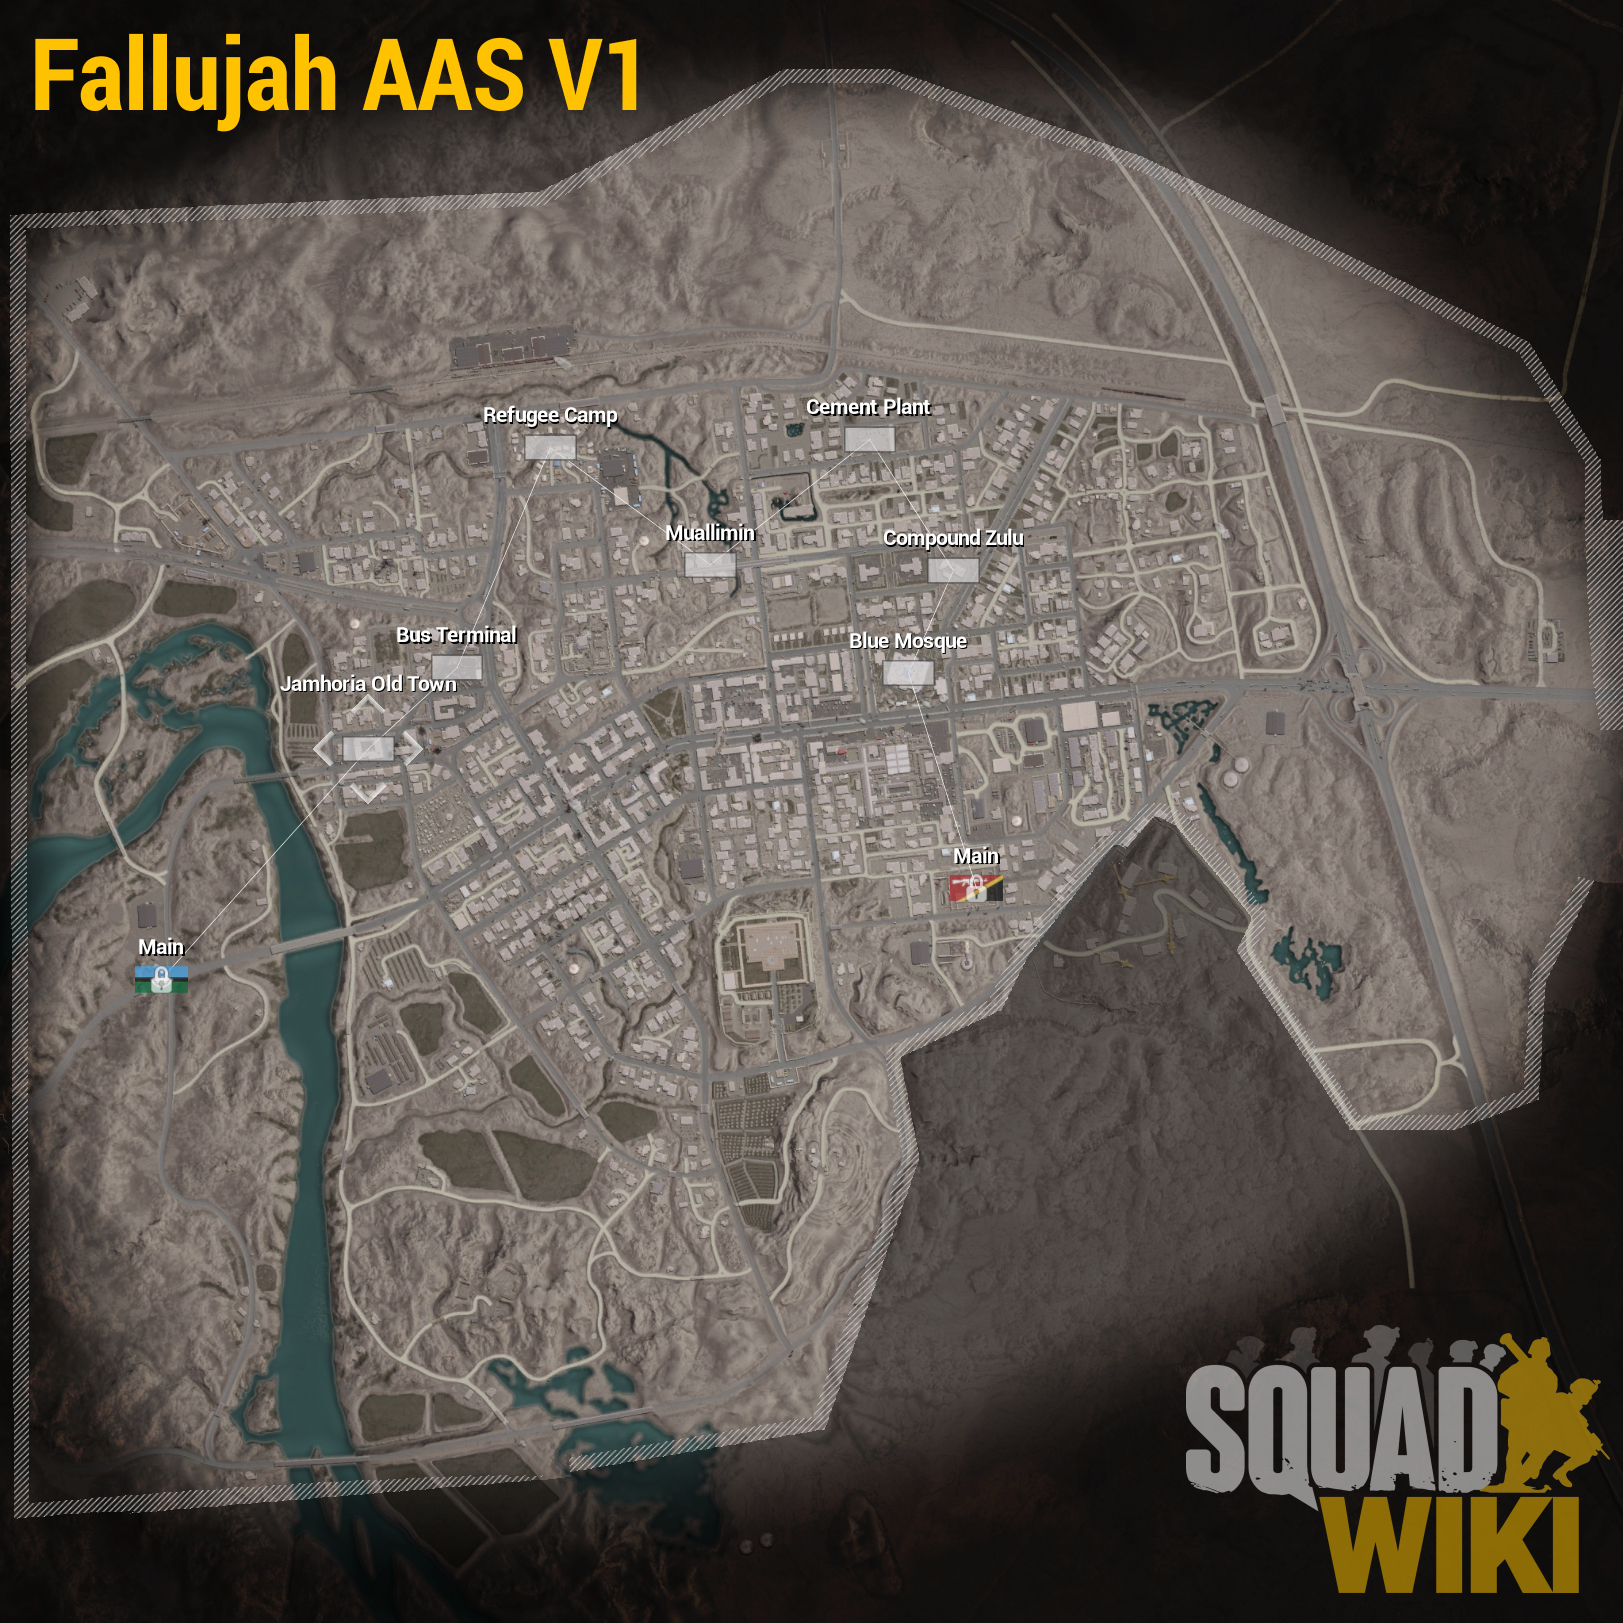 Fallujah AAS V1
Cement Plant
Refugee Camp
Muallimin
Compound Zulu
Bus Terminal
Blue Mosque
Jamhoria Old Town
Main
Main
SQUAD
WIKI